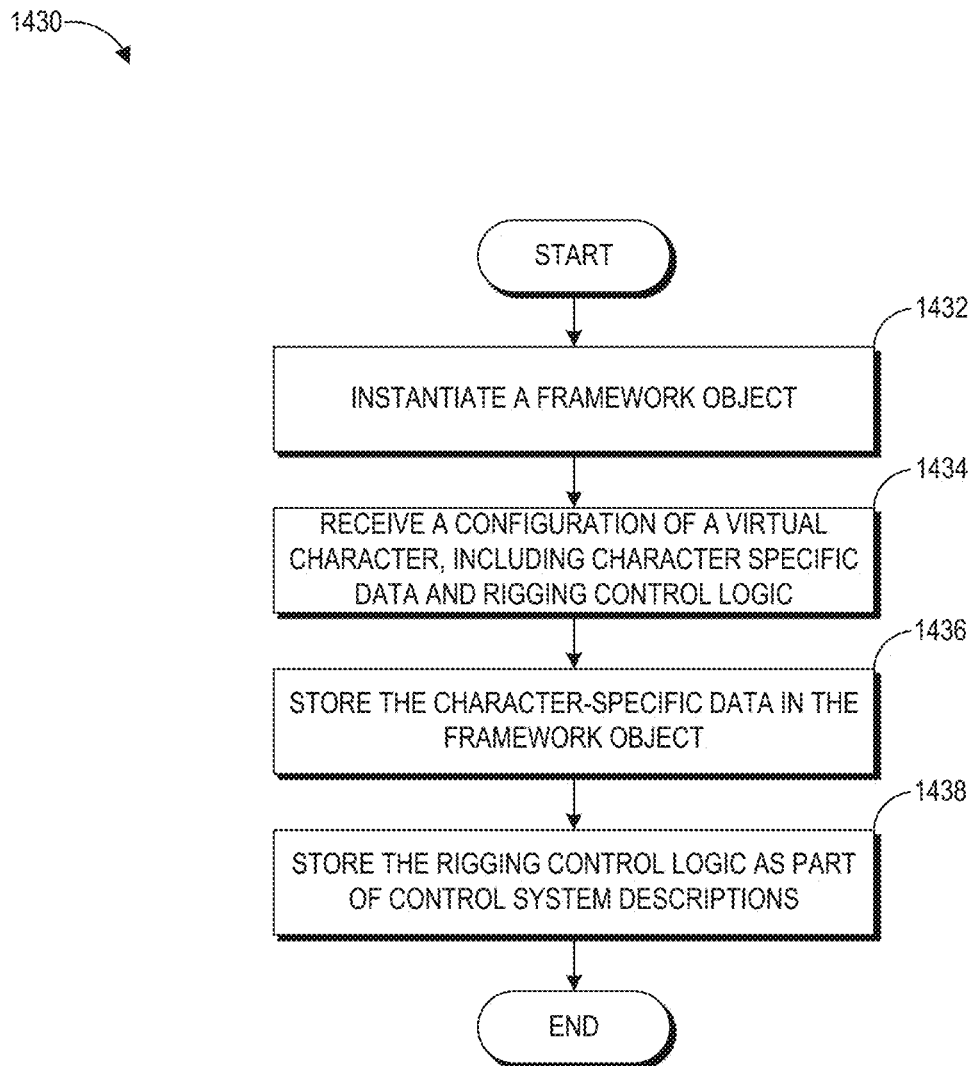 1430
START
1432
INSTANTIATE A FRAMEWORK OBJECT
1434
RECEIVE A CONFIGURATION OF A VIRTUAL
CHARACTER, INCLUDING CHARACTER SPECIFIC
DATA AND RIGGING CONTROL LOGIC
1436
STORE THE CHARACTER-SPECIFIC DATA IN THE
FRAMEWORK OBJECT
1438
STORE THE RIGGING CONTROL LOGIC AS PART
OF CONTROL SYSTEM DESCRIPTIONS
END